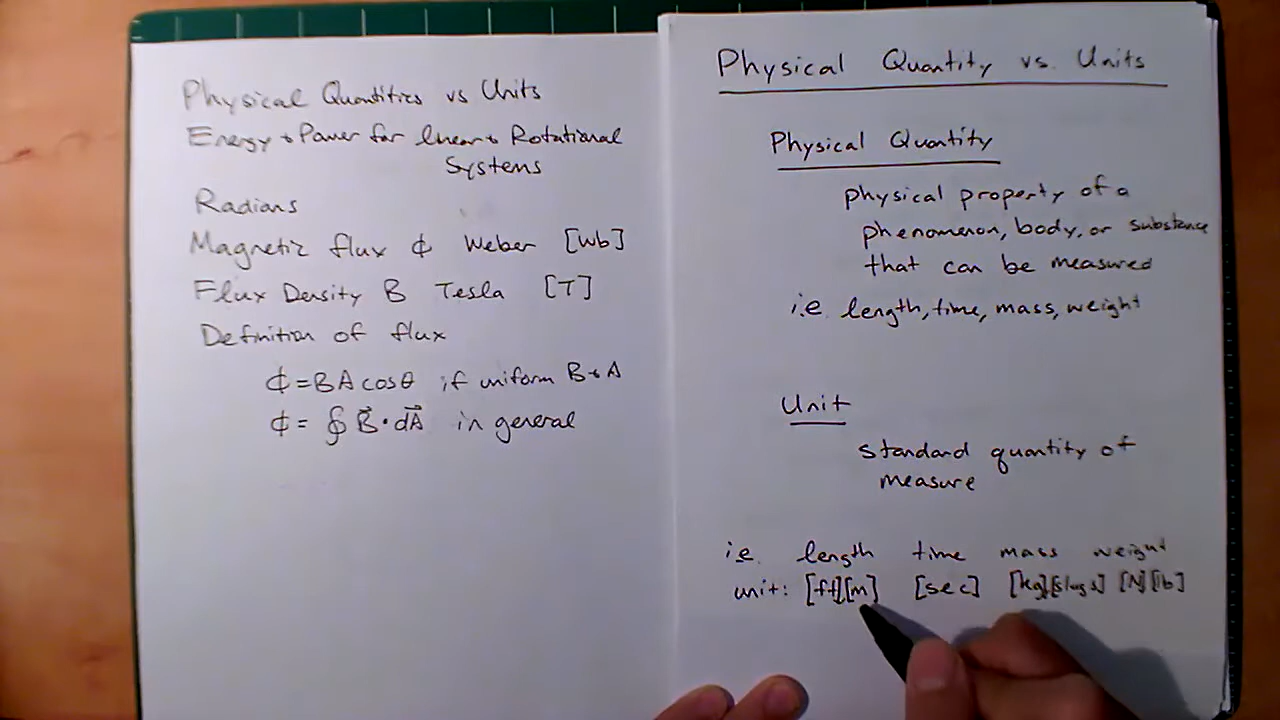 Physical Quantities vs Units
Energy + Power for linear + Rotational
Systems
Radians
Magnetic flux ϕ Weber [Wb]
Flux Density B Tesla [T]
Definition of flux
ϕ = BA cosθ if uniform B + A
ϕ = ∮ B⃗ · dA⃗ in general
Physical Quantity vs. Units
Physical Quantity
physical property of a
phenomenon, body, or substance
that can be measured
i.e. length, time, mass, weight
Unit
standard quantity of
measure
i.e. length time mass weight
unit: [ft][m] [sec] [kg][slugs] [N][lb]